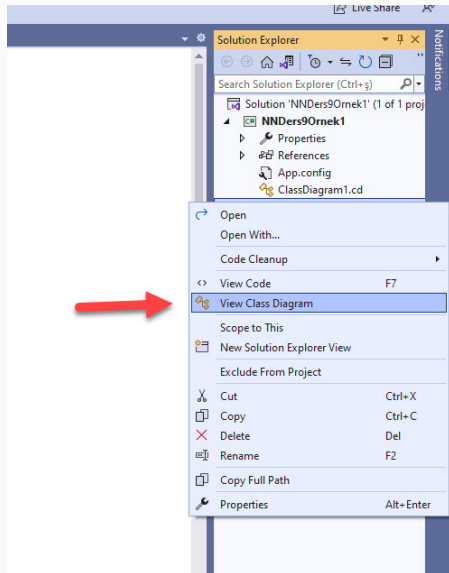 Live Share
Solution Explorer
Notifications
Search Solution Explorer (Ctrl+ş)
Solution 'NNDers9Ornek1' (1 of 1 proj
C# NNDers9Ornek1
Properties
References
App.config
ClassDiagram1.cd
Open
Open With...
Code Cleanup
View Code F7
View Class Diagram
Scope to This
New Solution Explorer View
Exclude From Project
Cut Ctrl+X
Copy Ctrl+C
Delete Del
Rename F2
Copy Full Path
Properties Alt+Enter